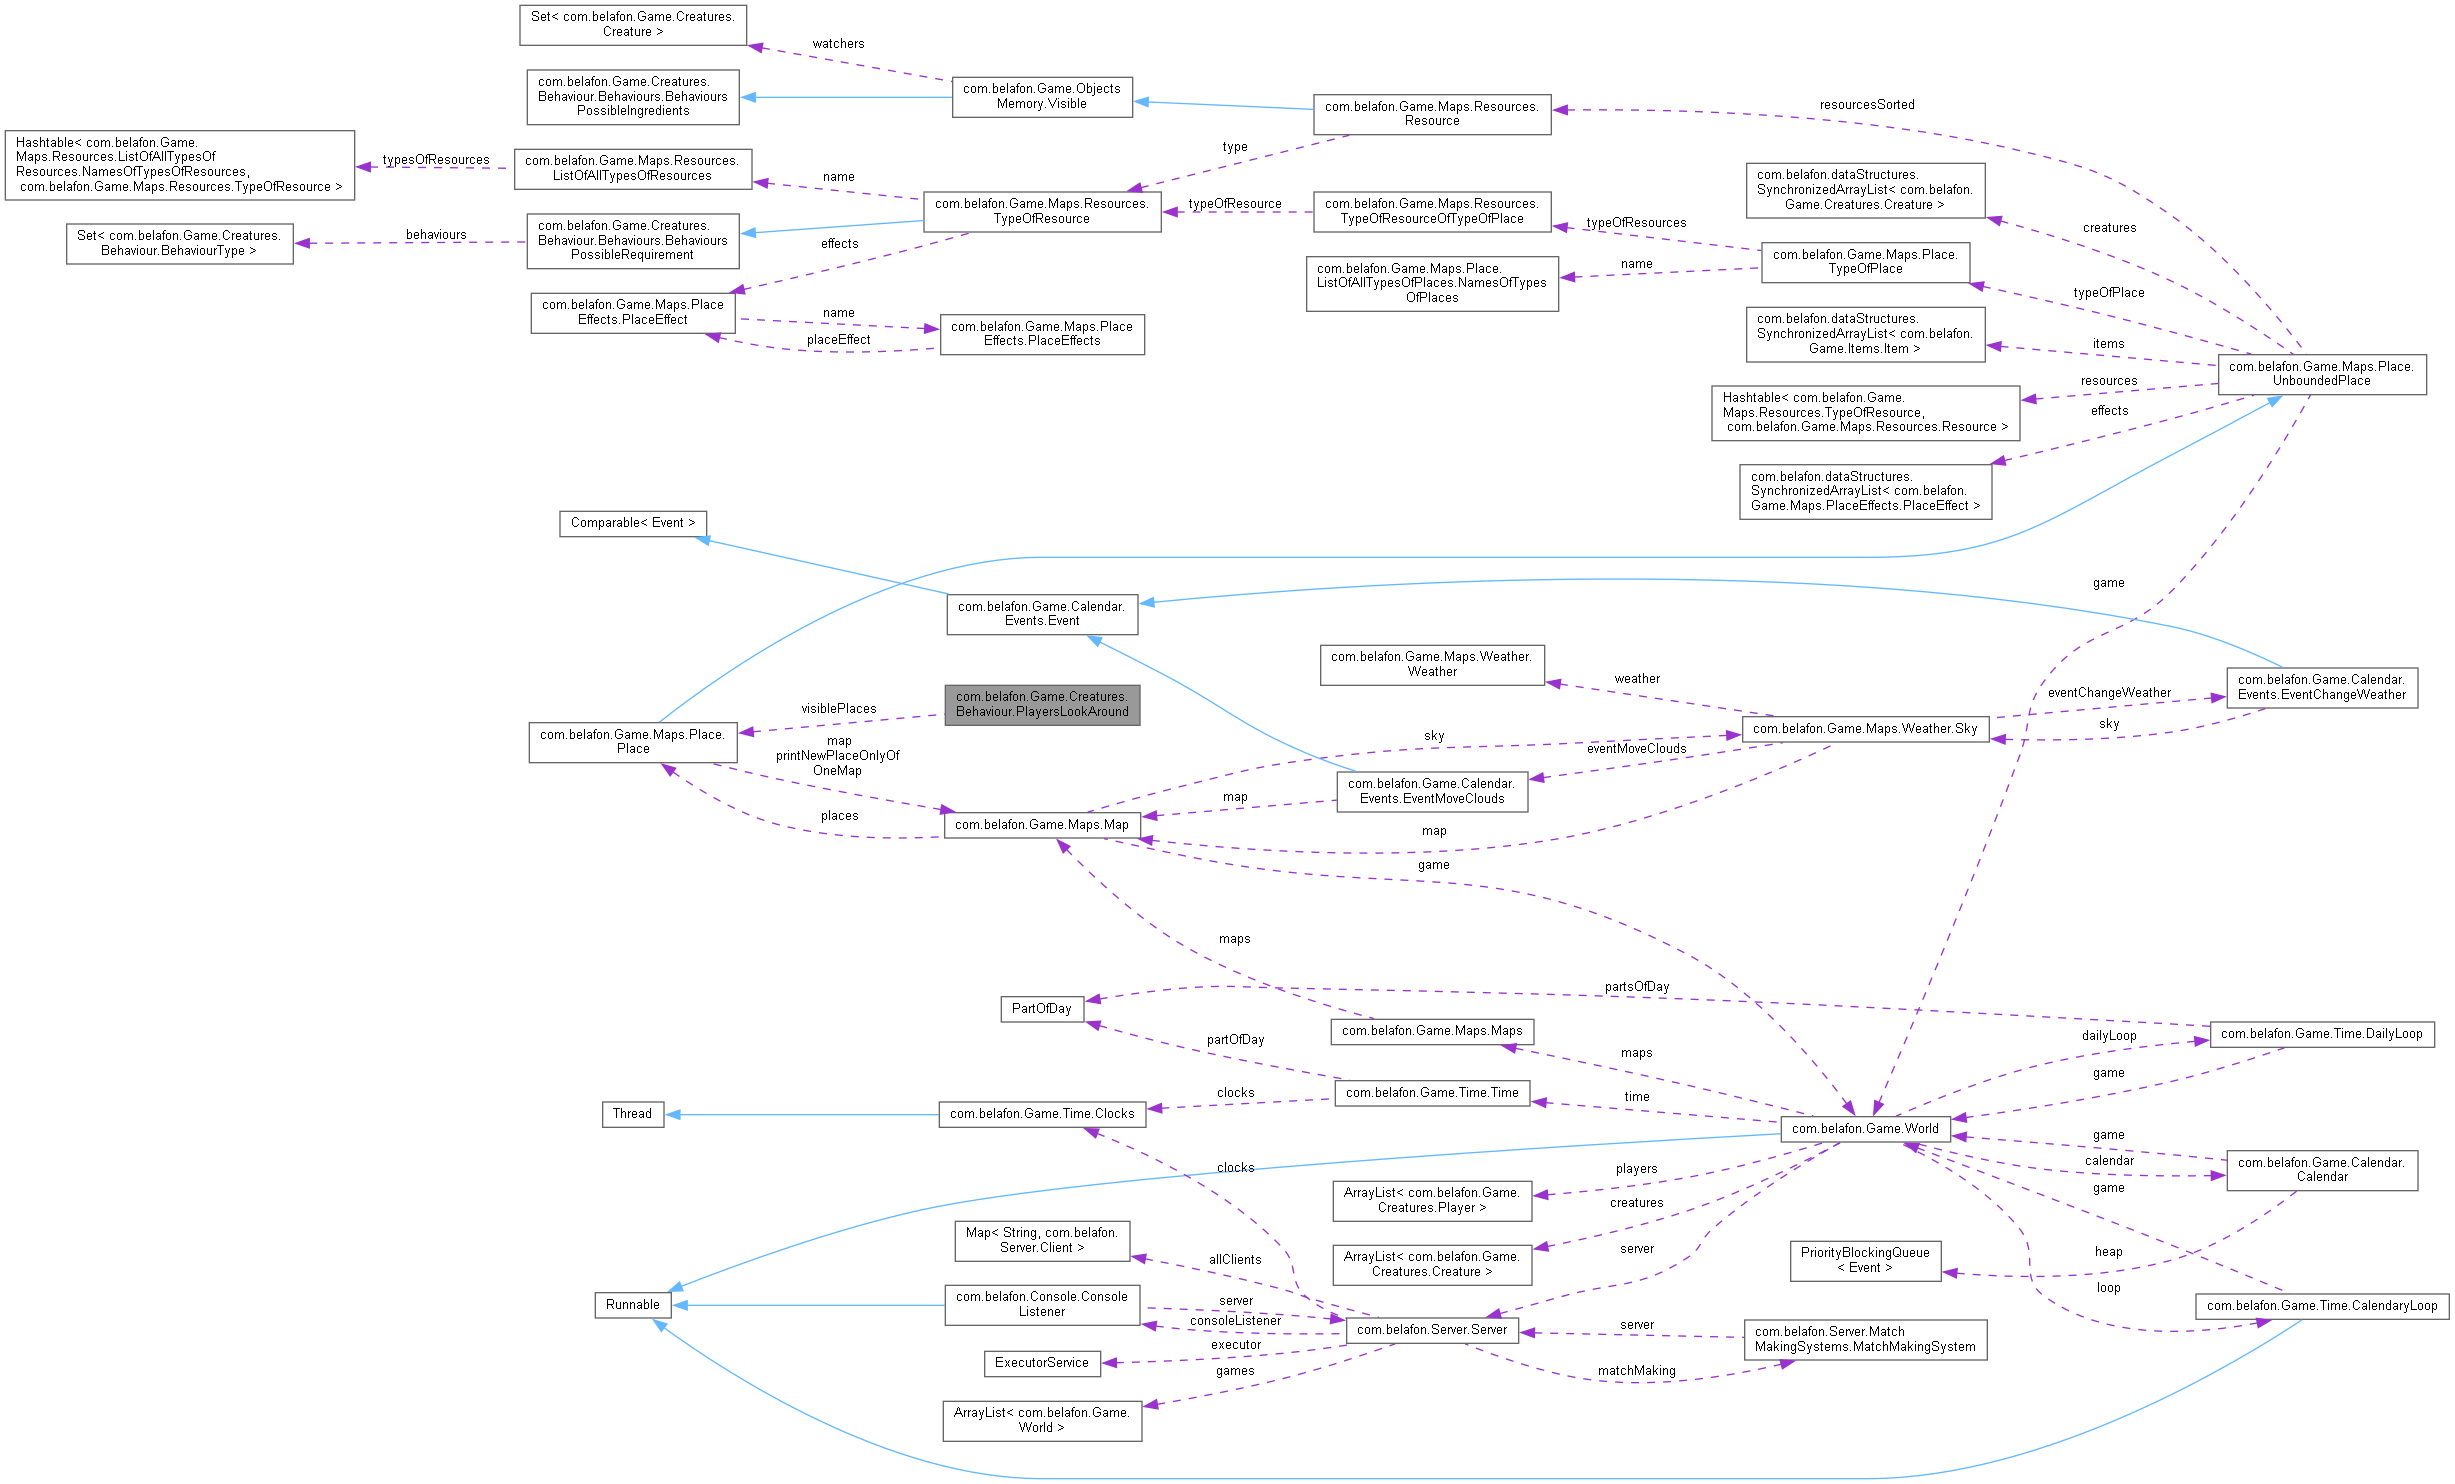 Set< com.belafon.Game.Creatures.
Creature >
watchers
com.belafon.Game.Creatures.
Behaviour.Behaviours.Behaviours
PossibleIngredients
com.belafon.Game.Objects
Memory.Visible
com.belafon.Game.Maps.Resources.
Resource
resourcesSorted
Hashtable< com.belafon.Game.
Maps.Resources.ListOfAllTypesOf
Resources.NamesOfTypesOfResources,
com.belafon.Game.Maps.Resources.TypeOfResource >
typesOfResources
com.belafon.Game.Maps.Resources.
ListOfAllTypesOfResources
name
type
com.belafon.dataStructures.
SynchronizedArrayList< com.belafon.
Game.Creatures.Creature >
creatures
com.belafon.Game.Maps.Resources.
TypeOfResource
typeOfResource
com.belafon.Game.Maps.Resources.
TypeOfResourceOfTypeOfPlace
typeOfResources
Set< com.belafon.Game.Creatures.
Behaviour.BehaviourType >
behaviours
com.belafon.Game.Creatures.
Behaviour.Behaviours.Behaviours
PossibleRequirement
effects
com.belafon.Game.Maps.Place.
TypeOfPlace
name
com.belafon.Game.Maps.Place.
ListOfAllTypesOfPlaces.NamesOfTypes
OfPlaces
typeOfPlace
com.belafon.Game.Maps.Place
Effects.PlaceEffect
name
placeEffect
com.belafon.Game.Maps.Place
Effects.PlaceEffects
com.belafon.dataStructures.
SynchronizedArrayList< com.belafon.
Game.Items.Item >
items
com.belafon.Game.Maps.Place.
UnboundedPlace
resources
Hashtable< com.belafon.Game.
Maps.Resources.TypeOfResource,
com.belafon.Game.Maps.Resources.Resource >
effects
com.belafon.dataStructures.
SynchronizedArrayList< com.belafon.
Game.Maps.PlaceEffects.PlaceEffect >
Comparable< Event >
game
com.belafon.Game.Calendar.
Events.Event
com.belafon.Game.Maps.Weather.
Weather
weather
eventChangeWeather
com.belafon.Game.Calendar.
Events.EventChangeWeather
com.belafon.Game.Creatures.
Behaviour.PlayersLookAround
visiblePlaces
com.belafon.Game.Maps.Place.
Place
map
printNewPlaceOnlyOf
OneMap
sky
com.belafon.Game.Maps.Weather.Sky
sky
eventMoveClouds
com.belafon.Game.Calendar.
Events.EventMoveClouds
map
places
com.belafon.Game.Maps.Map
map
game
maps
partsOfDay
PartOfDay
com.belafon.Game.Maps.Maps
partOfDay
maps
dailyLoop
com.belafon.Game.Time.DailyLoop
game
com.belafon.Game.Time.Time
time
clocks
Thread
com.belafon.Game.Time.Clocks
com.belafon.Game.World
game
calendar
com.belafon.Game.Calendar.
Calendar
game
clocks
players
ArrayList< com.belafon.Game.
Creatures.Player >
creatures
Map< String, com.belafon.
Server.Client >
allClients
ArrayList< com.belafon.Game.
Creatures.Creature >
server
PriorityBlockingQueue
< Event >
heap
loop
com.belafon.Game.Time.CalendaryLoop
Runnable
com.belafon.Console.Console
Listener
server
consoleListener
com.belafon.Server.Server
server
com.belafon.Server.Match
MakingSystems.MatchMakingSystem
executor
ExecutorService
games
matchMaking
ArrayList< com.belafon.Game.
World >